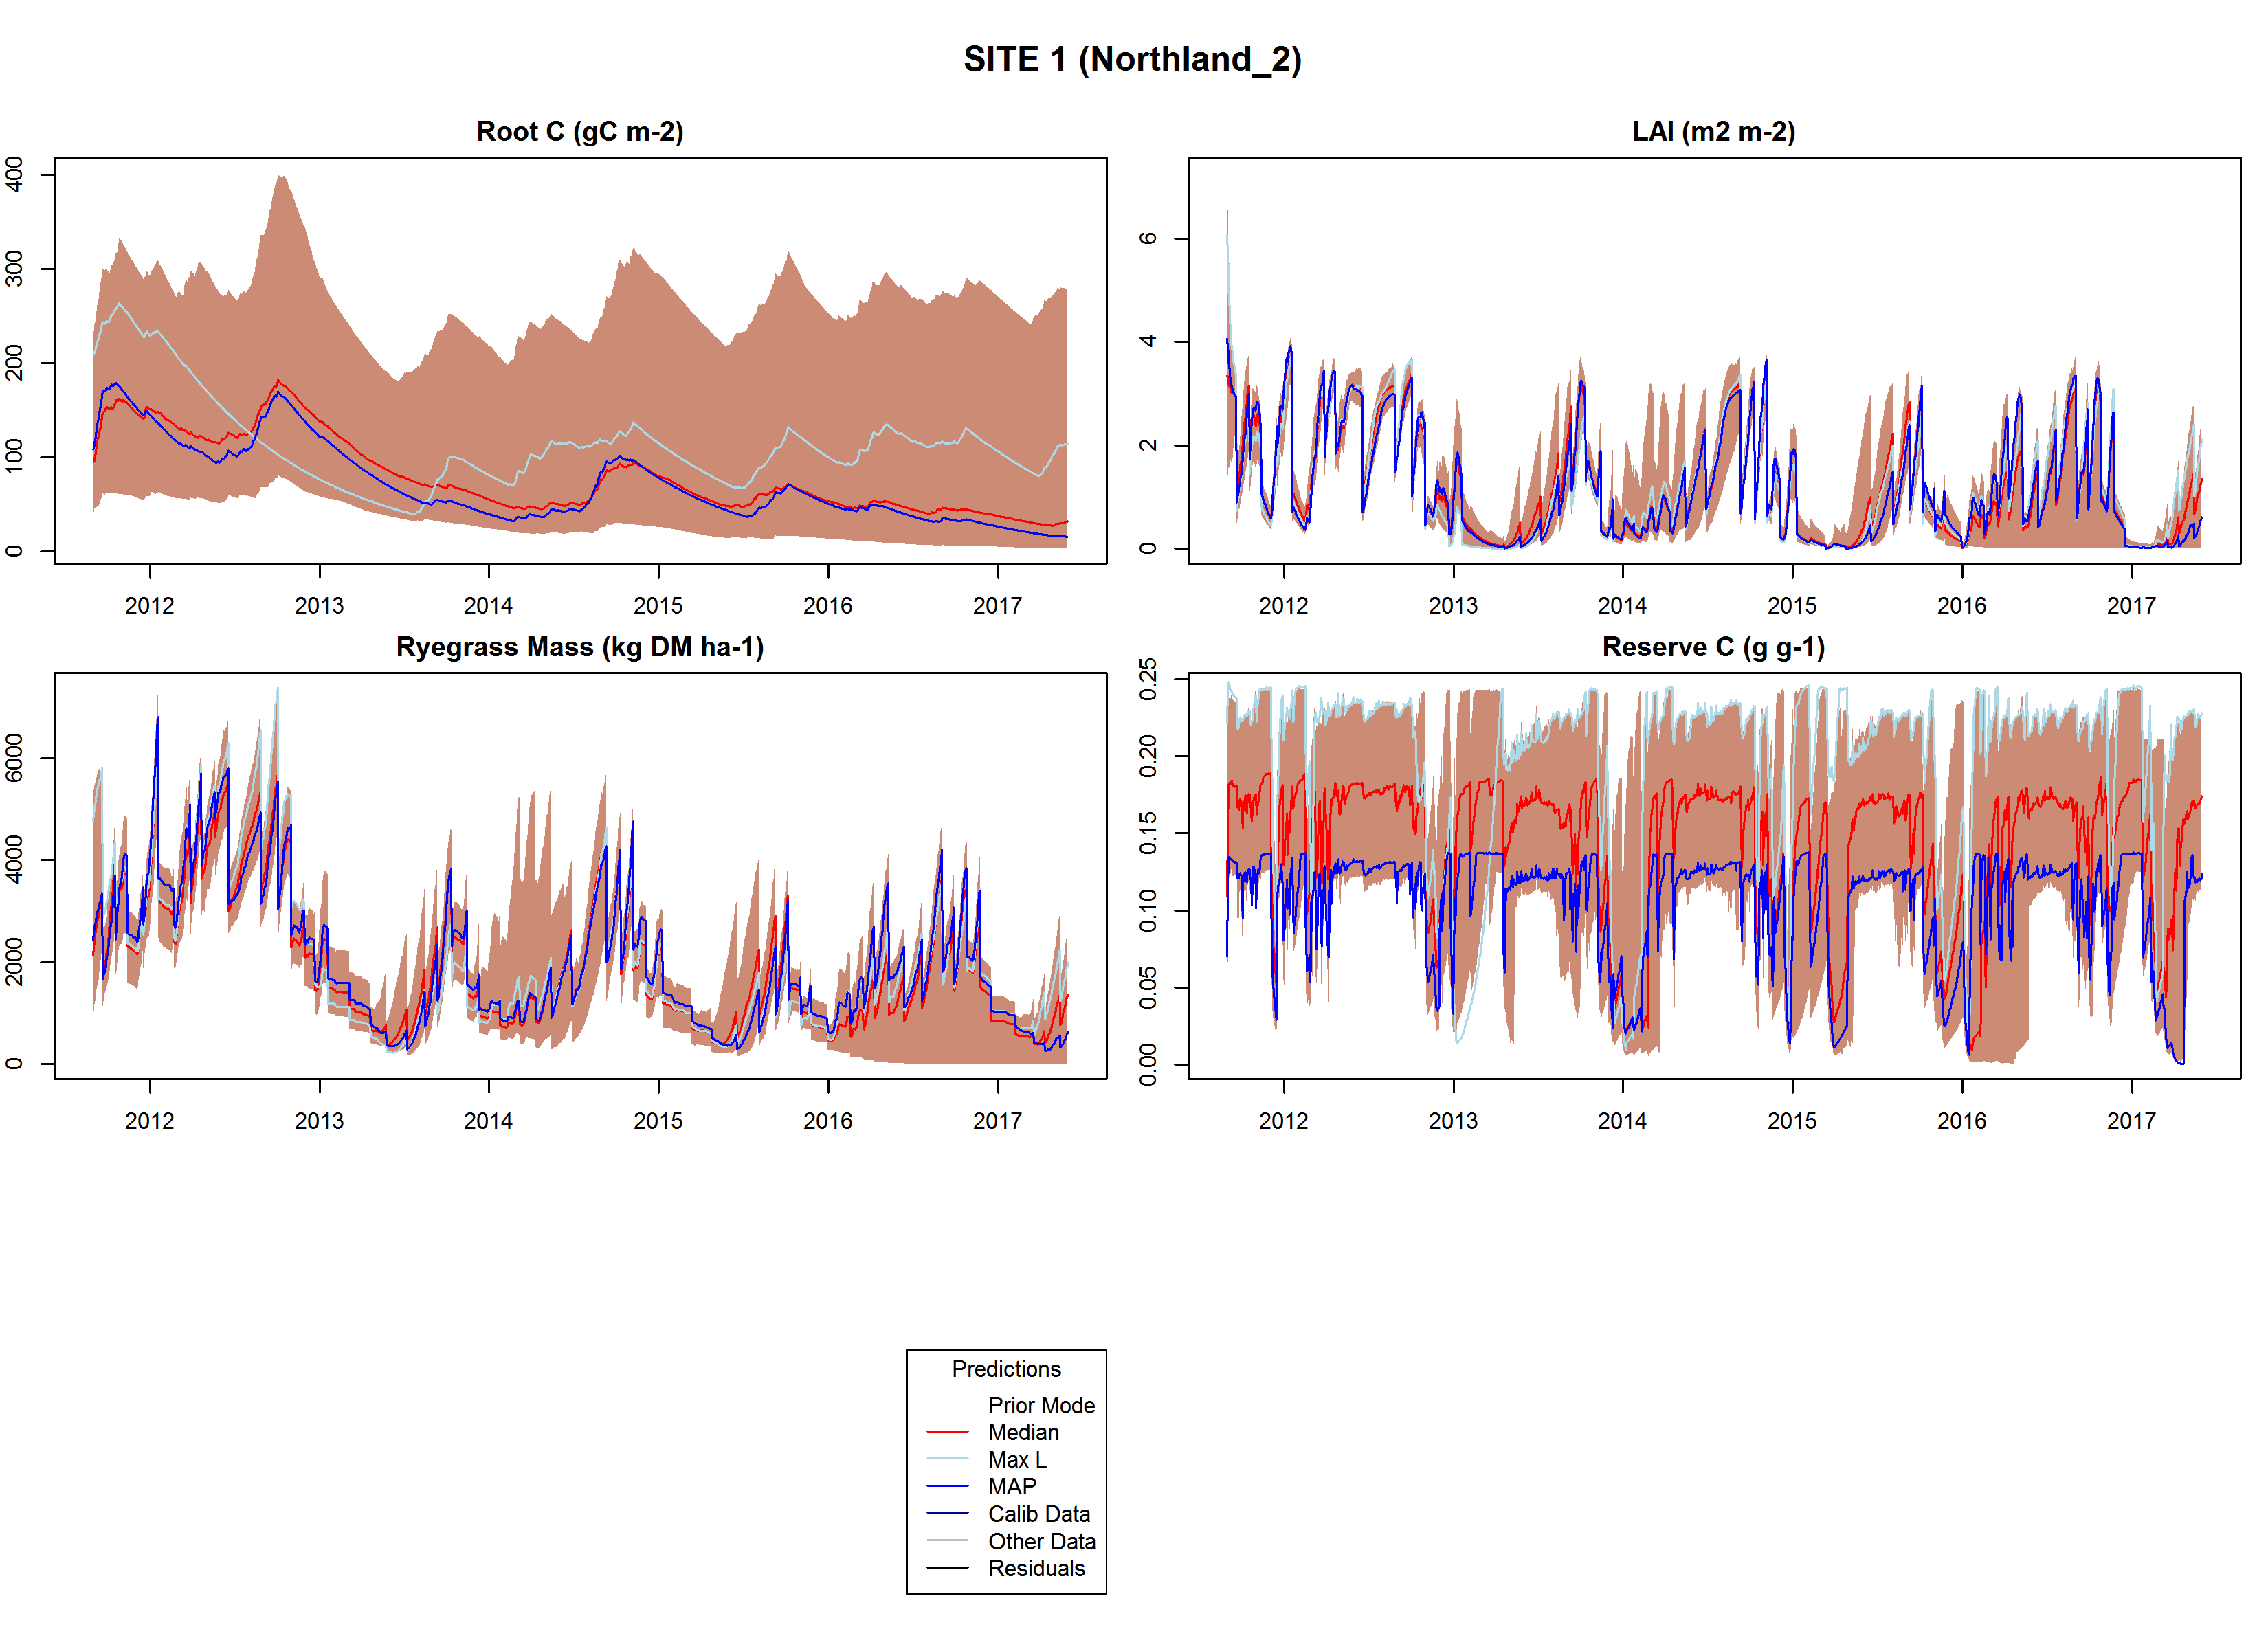 SITE 1 (Northland_2)
Root C (gC m-2)
400
300
200
100
0
2012 2013 2014 2015 2016 2017
LAI (m2 m-2)
6
4
2
0
2012 2013 2014 2015 2016 2017
Ryegrass Mass (kg DM ha-1)
6000
4000
2000
0
2012 2013 2014 2015 2016 2017
Reserve C (g g-1)
0.25
0.20
0.15
0.10
0.05
0.00
2012 2013 2014 2015 2016 2017
Predictions
Prior Mode
Median
Max L
MAP
Calib Data
Other Data
Residuals